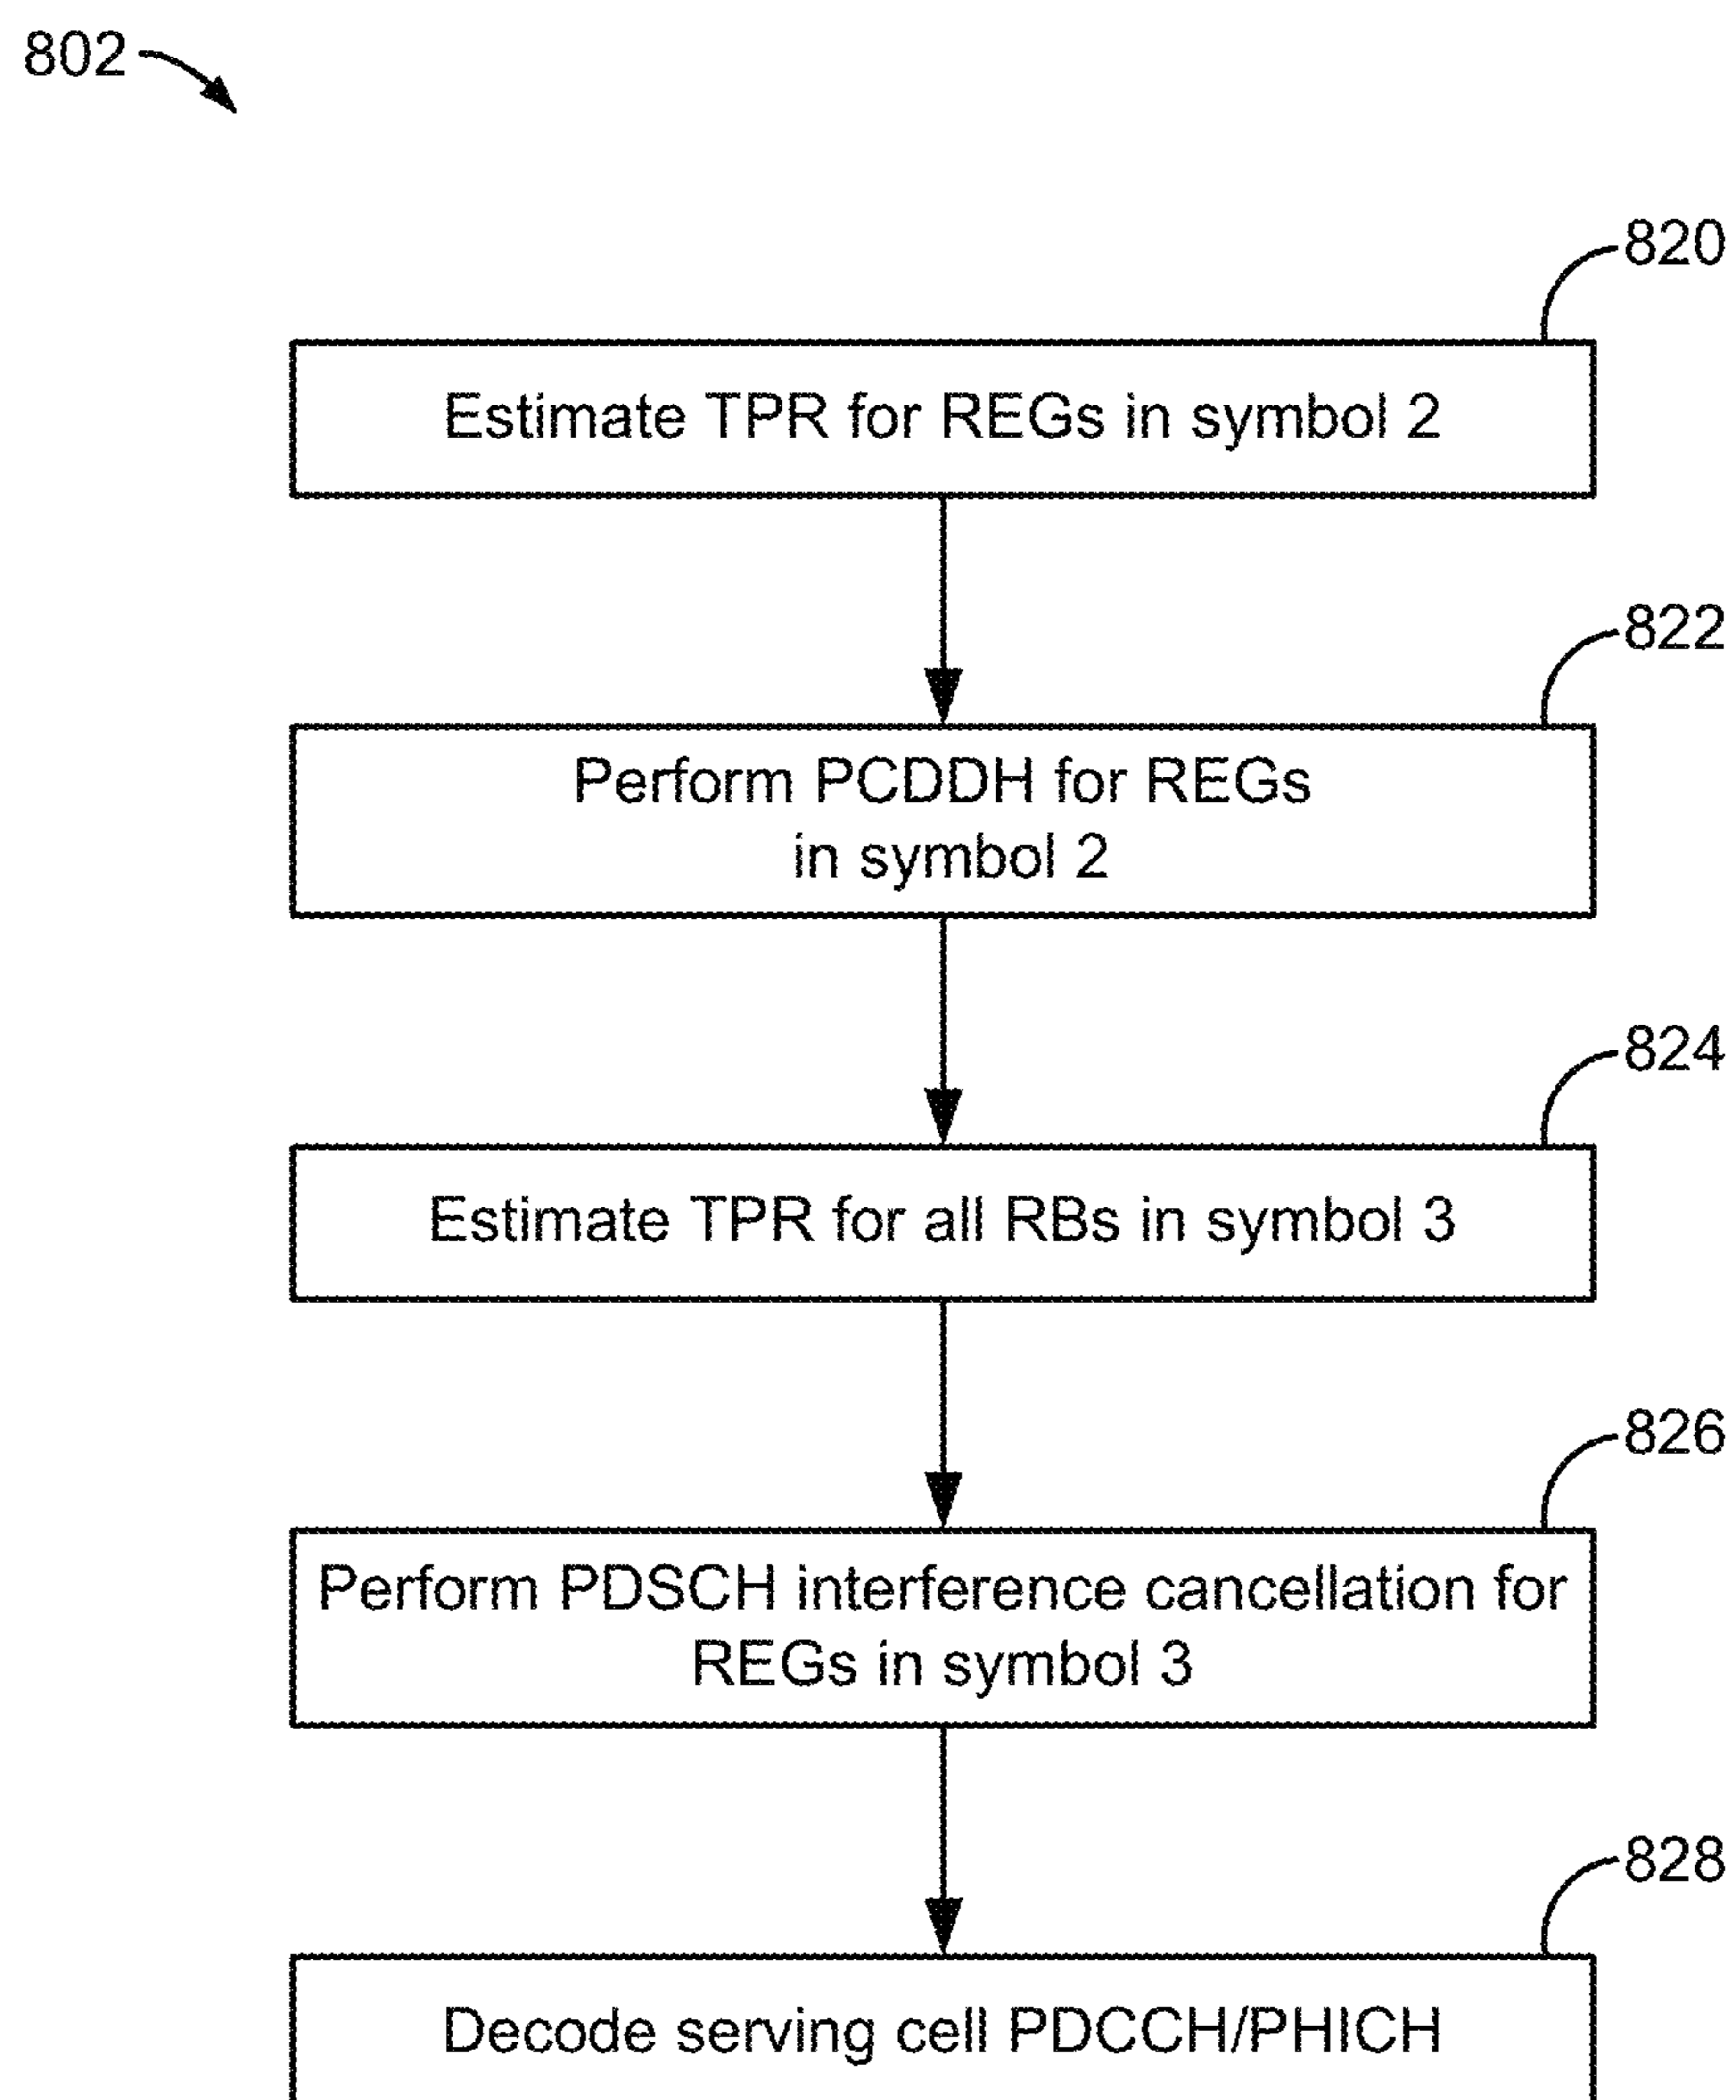 802
820
Estimate TPR for REGs in symbol 2
822
Perform PCDDH for REGs
in symbol 2
824
Estimate TPR for all RBs in symbol 3
826
Perform PDSCH interference cancellation for
REGs in symbol 3
828
Decode serving cell PDCCH/PHICH